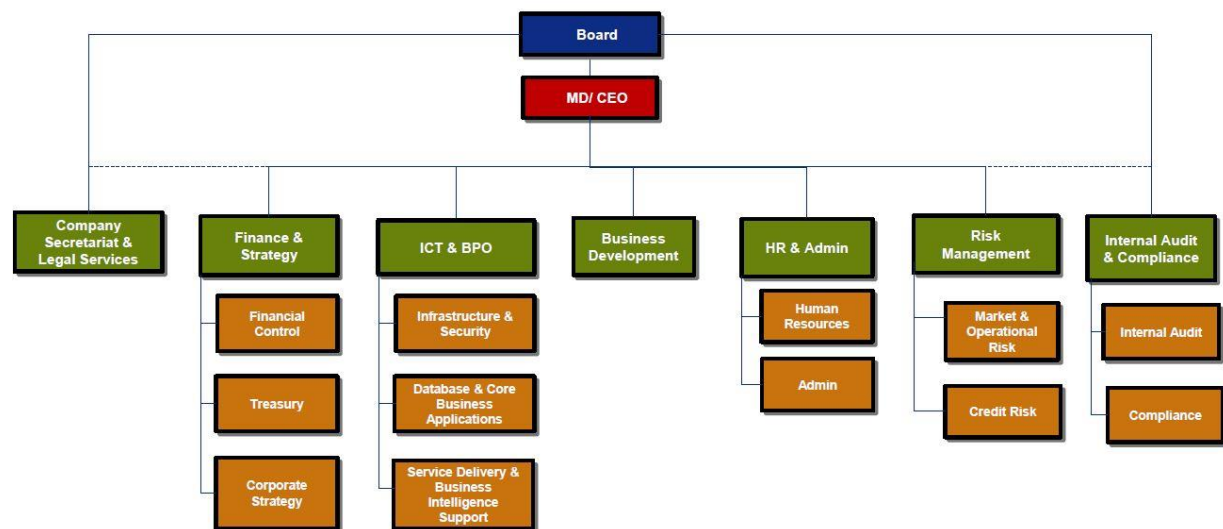 Board
MD/ CEO
Company
Secretariat &
Legal Services
Finance &
Strategy
ICT & BPO
Business
Development
HR & Admin
Risk
Management
Internal Audit
& Compliance
Financial
Control
Treasury
Corporate
Strategy
Infrastructure &
Security
Database & Core
Business
Applications
Service Delivery &
Business
Intelligence
Support
Human
Resources
Admin
Market &
Operational
Risk
Credit Risk
Internal Audit
Compliance